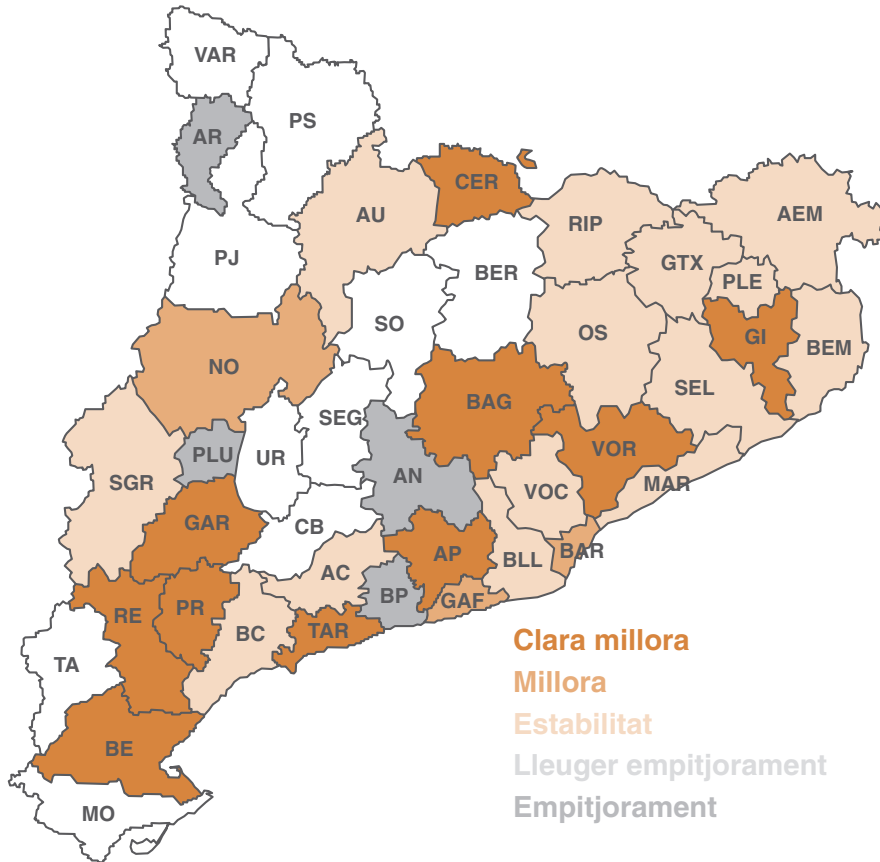 VAR
PS
AR
CER
AU
AEM
RIP
PJ
GTX
BER
PLE
SO
OS
GI
BEM
NO
SEL
BAG
SEG
VOR
PLU
UR
AN
SGR
VOC
MAR
GAR
CB
BAR
AP
BLL
AC
BP
GAF
PR
RE
BC
TAR
TA
Clara millora
Millora
Estabilitat
BE
Lleuger empitjorament
Empitjorament
MO